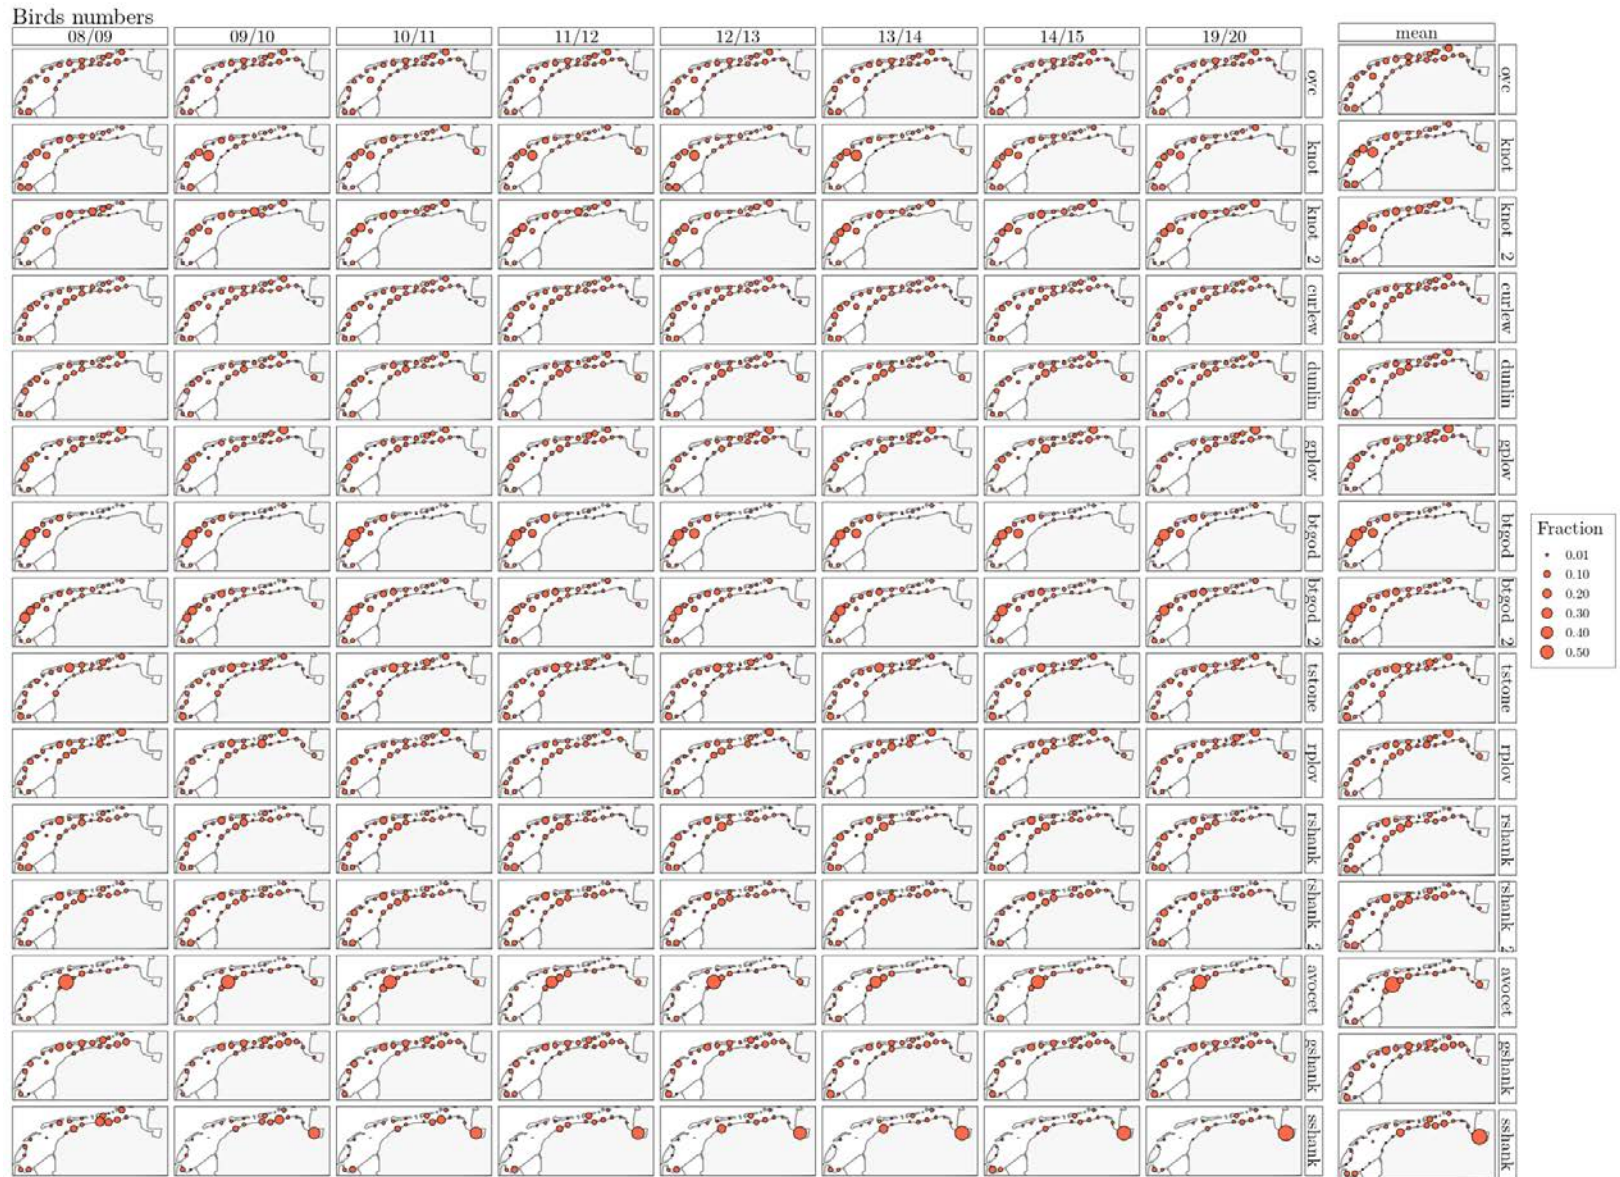 Birds numbers
08/09 09/10 10/11 11/12 12/13 13/14 14/15 19/20 mean
oyc oyc
knot knot
knot 2 knot 2
curlew curlew
dunlin dunlin
gplov gplov
btgod btgod
btgod 2 btgod 2
tstone tstone
rplov rplov
rshank rshank
rshank 2 rshank 2
avocet avocet
gshank gshank
sshank sshank
Fraction
0.01
0.10
0.20
0.30
0.40
0.50